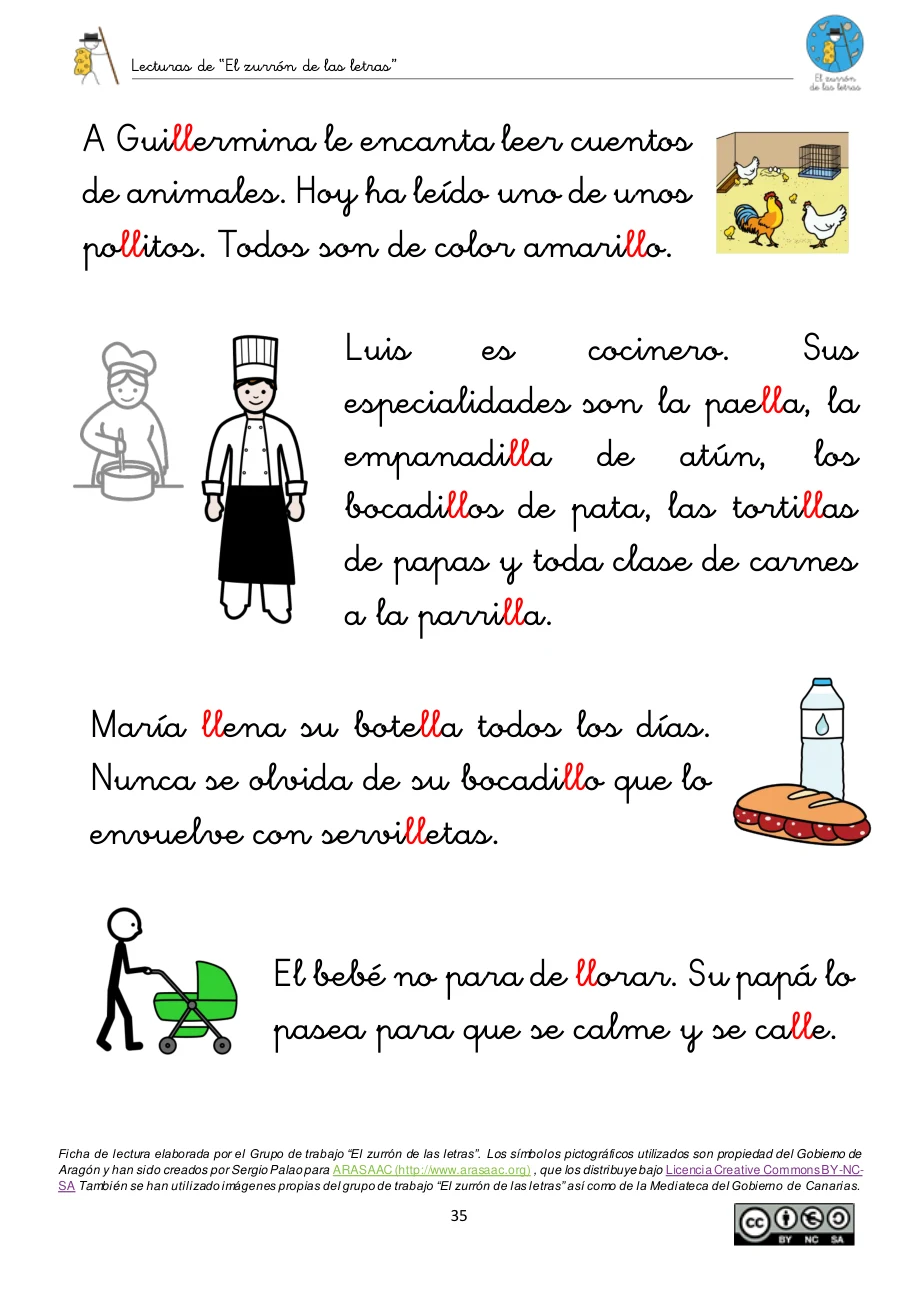 Lecturas de "El zurrón de las letras"
El zurrón
de las letras
A Guillermina le encanta leer cuentos
de animales. Hoy ha leído uno de unos
pollitos. Todos son de color amarillo.
Luis es cocinero. Sus
especialidades son la paella, la
empanadilla de atún, los
bocadillos de pata, las tortillas
de papas y toda clase de carnes
a la parrilla.
María llena su botella todos los días.
Nunca se olvida de su bocadillo que lo
envuelve con servilletas.
El bebé no para de llorar. Su papá lo
pasea para que se calme y se calle.
Ficha de lectura elaborada por el Grupo de trabajo “El zurrón de las letras”. Los símbolos pictográficos utilizados son propiedad del Gobierno de
Aragón y han sido creados por Sergio Palao para ARASAAC (http://www.arasaac.org) , que los distribuye bajo Licencia Creative Commons BY-NC-
SA También se han utilizado imágenes propias del grupo de trabajo “El zurrón de las letras” así como de la Mediateca del Gobierno de Canarias.
35
cc
BY NC SA